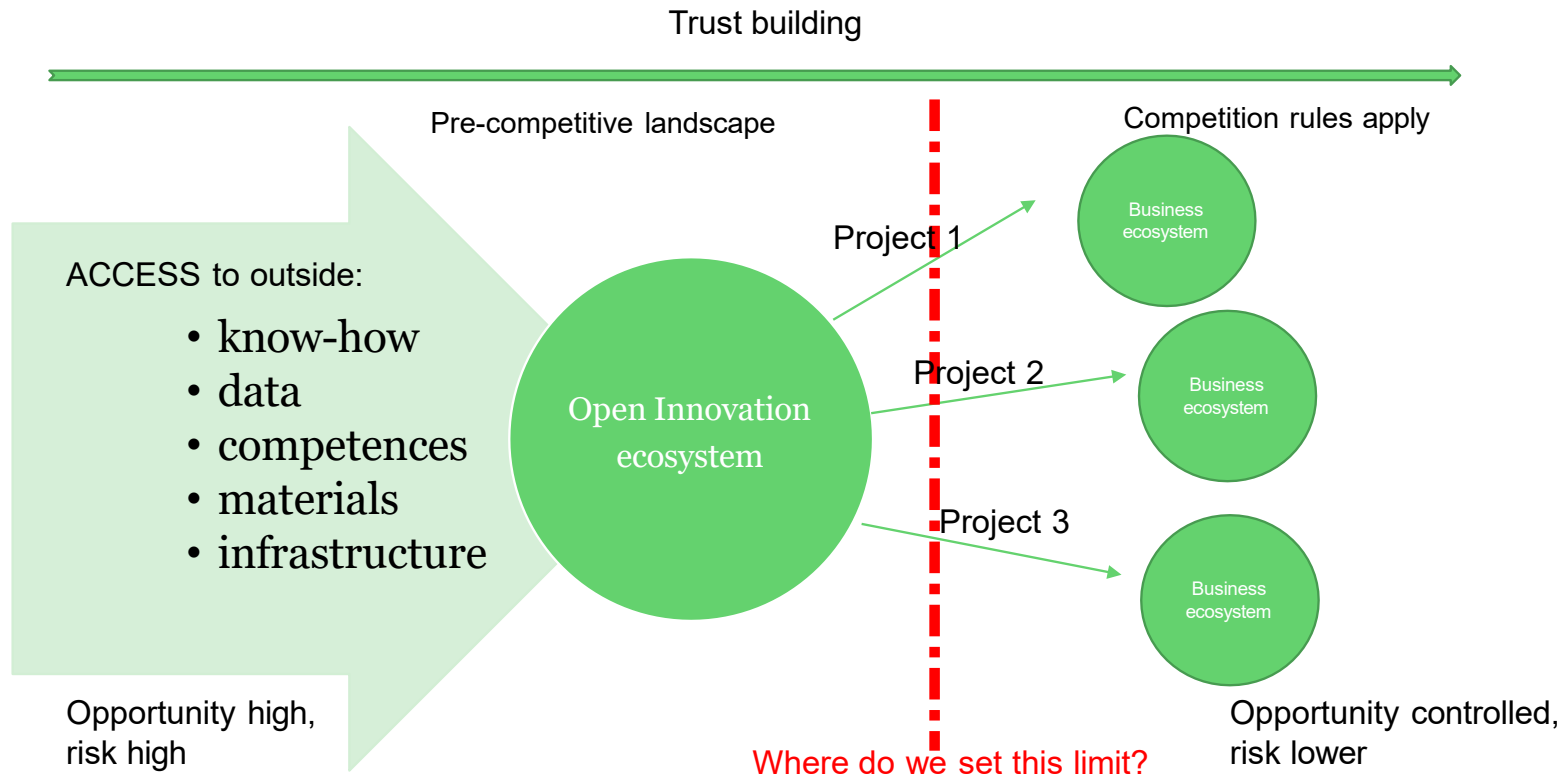 Trust building
Pre-competitive landscape
Competition rules apply
ACCESS to outside:
• know-how
• data
• competences
• materials
• infrastructure
Open Innovation
ecosystem
Project 1
Project 2
Project 3
Business
ecosystem
Business
ecosystem
Business
ecosystem
Opportunity high,
risk high
Where do we set this limit?
Opportunity controlled,
risk lower